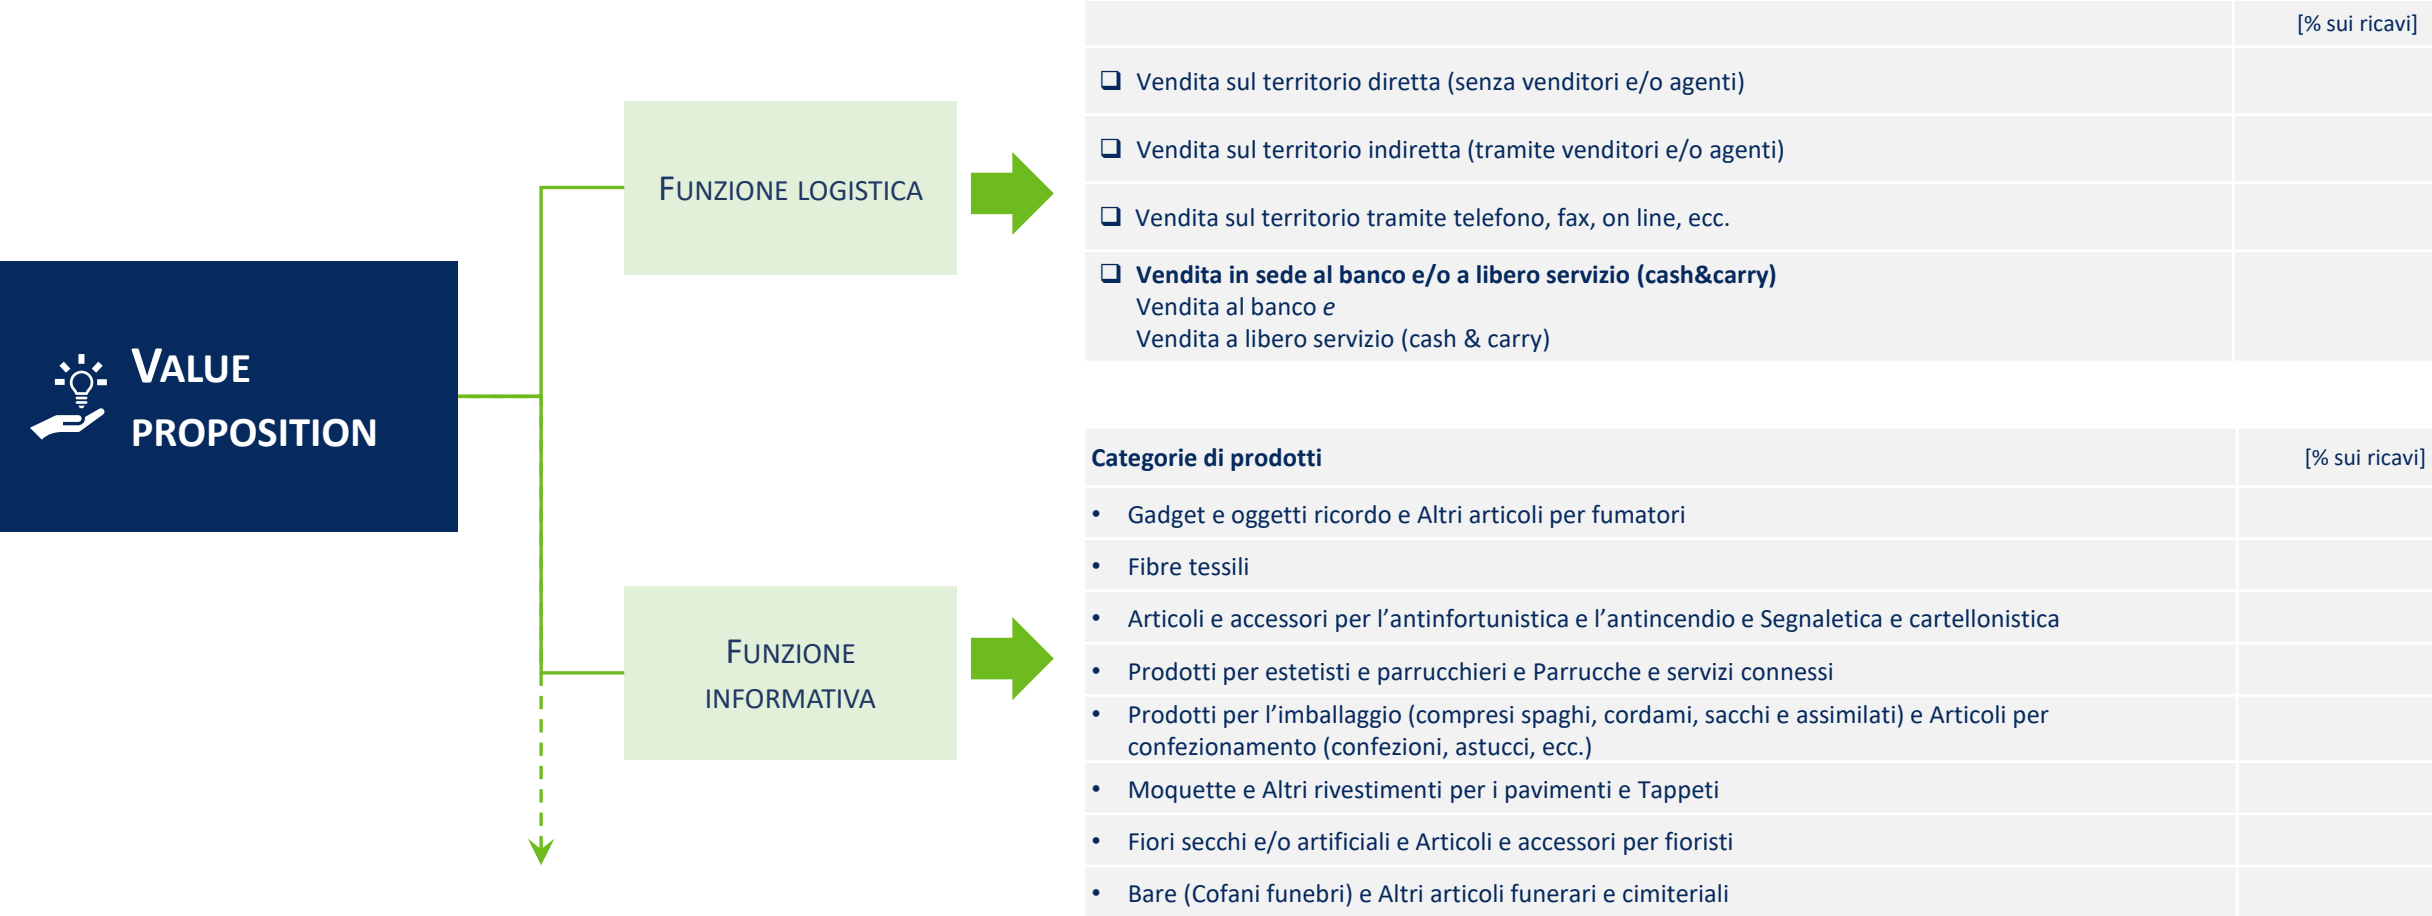 VALUE
PROPOSITION
FUNZIONE LOGISTICA
[% sui ricavi]
❑ Vendita sul territorio diretta (senza venditori e/o agenti)
❑ Vendita sul territorio indiretta (tramite venditori e/o agenti)
❑ Vendita sul territorio tramite telefono, fax, on line, ecc.
❑ Vendita in sede al banco e/o a libero servizio (cash&carry)
Vendita al banco e
Vendita a libero servizio (cash & carry)
FUNZIONE
INFORMATIVA
Categorie di prodotti [% sui ricavi]
• Gadget e oggetti ricordo e Altri articoli per fumatori
• Fibre tessili
• Articoli e accessori per l’antinfortunistica e l’antincendio e Segnaletica e cartellonistica
• Prodotti per estetisti e parrucchieri e Parrucche e servizi connessi
• Prodotti per l’imballaggio (compresi spaghi, cordami, sacchi e assimilati) e Articoli per
confezionamento (confezioni, astucci, ecc.)
• Moquette e Altri rivestimenti per i pavimenti e Tappeti
• Fiori secchi e/o artificiali e Articoli e accessori per fioristi
• Bare (Cofani funebri) e Altri articoli funerari e cimiteriali